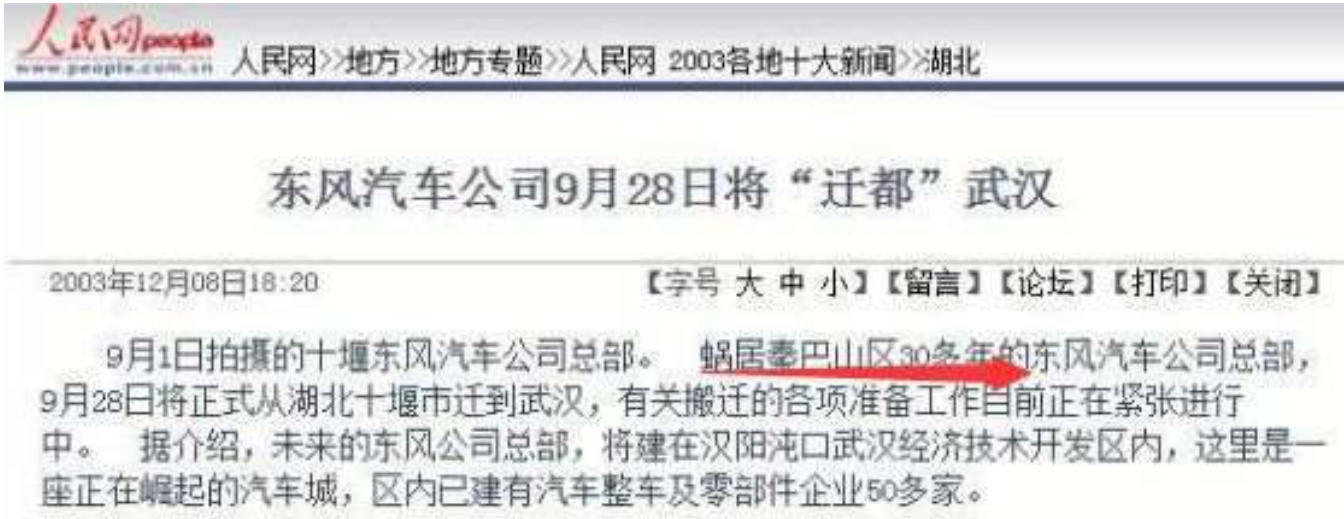 人民网people
www.people.com.cn 人民网>>地方>>地方专题>>人民网 2003各地十大新闻>>湖北
东风汽车公司9月28日将“迁都”武汉
2003年12月08日18:20 【字号 大 中 小】【留言】【论坛】【打印】【关闭】
9月1日拍摄的十堰东风汽车公司总部。 蜗居秦巴山区30多年的东风汽车公司总部，
9月28日将正式从湖北十堰市迁到武汉，有关搬迁的各项准备工作目前正在紧张进行
中。 据介绍，未来的东风公司总部，将建在汉阳沌口武汉经济技术开发区内，这里是一
座正在崛起的汽车城，区内已建有汽车整车及零部件企业50多家。